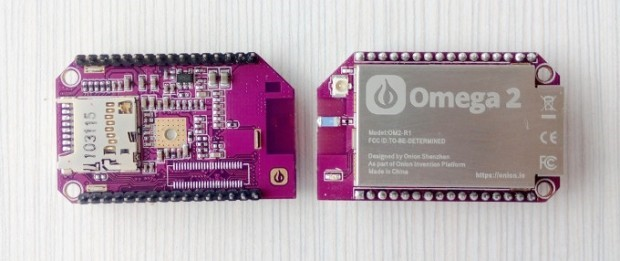 1103115
Omega 2
Model:OM2-R1
FCC ID:TO-BE-DETERMINED
Designed by Onion Shenzhen
As part of Onion Invention Platform
Made in China
https://onion.io
CE
FC